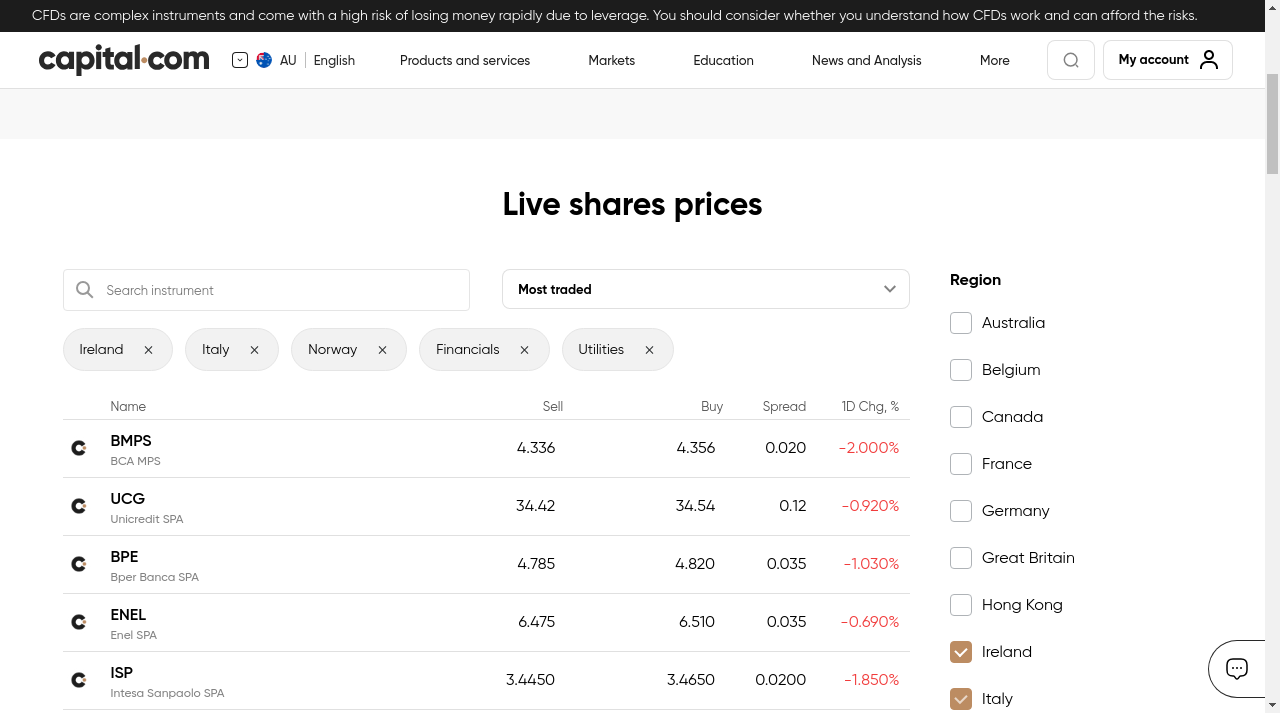 CFDs are complex instruments and come with a high risk of losing money rapidly due to leverage. You should consider whether you understand how CFDs work and can afford the risks.
capital.com AU English Products and services Markets Education News and Analysis More My account
Live shares prices
Search instrument Most traded
Ireland Italy Norway Financials Utilities
Name Sell Buy Spread 1D Chg, %
BMPS 4.336 4.356 0.020 -2.000%
BCA MPS
UCG 34.42 34.54 0.12 -0.920%
Unicredit SPA
BPE 4.785 4.820 0.035 -1.030%
Bper Banca SPA
ENEL 6.475 6.510 0.035 -0.690%
Enel SPA
ISP 3.4450 3.4650 0.0200 -1.850%
Intesa Sanpaolo SPA
Region
Australia
Belgium
Canada
France
Germany
Great Britain
Hong Kong
Ireland
Italy